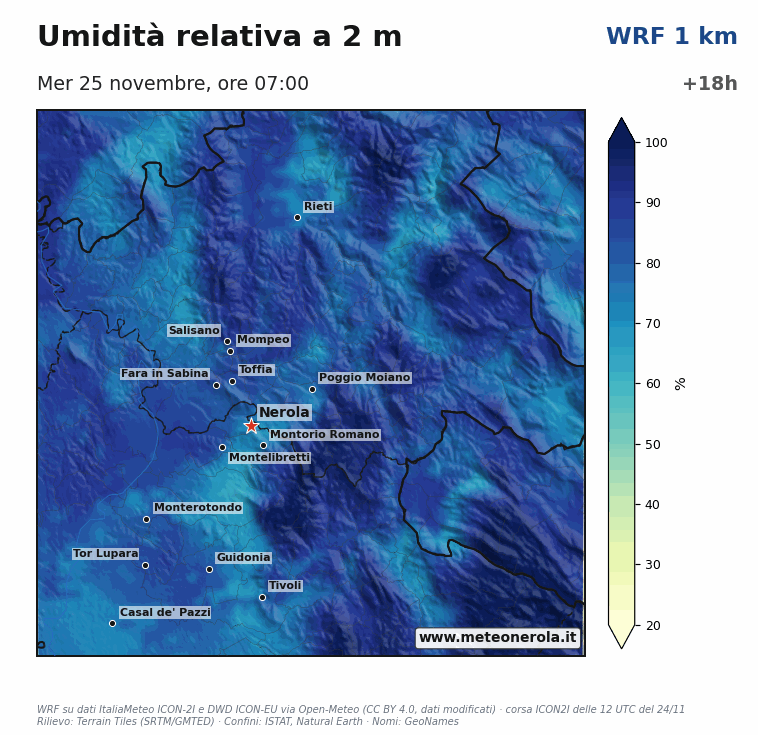 Umidità relativa a 2 m
WRF 1 km
Mer 25 novembre, ore 07:00
+18h
100
90
80
70
60
50
40
30
20
%
Rieti
Salisano
Mompeo
Fara in Sabina
Toffia
Poggio Moiano
Nerola
Montorio Romano
Montelibretti
Monterotondo
Tor Lupara
Guidonia
Tivoli
Casal de' Pazzi
www.meteonerola.it
WRF su dati ItaliaMeteo ICON-2I e DWD ICON-EU via Open-Meteo (CC BY 4.0, dati modificati) · corsa ICON2I delle 12 UTC del 24/11
Rilievo: Terrain Tiles (SRTM/GMTED) · Confini: ISTAT, Natural Earth · Nomi: GeoNames